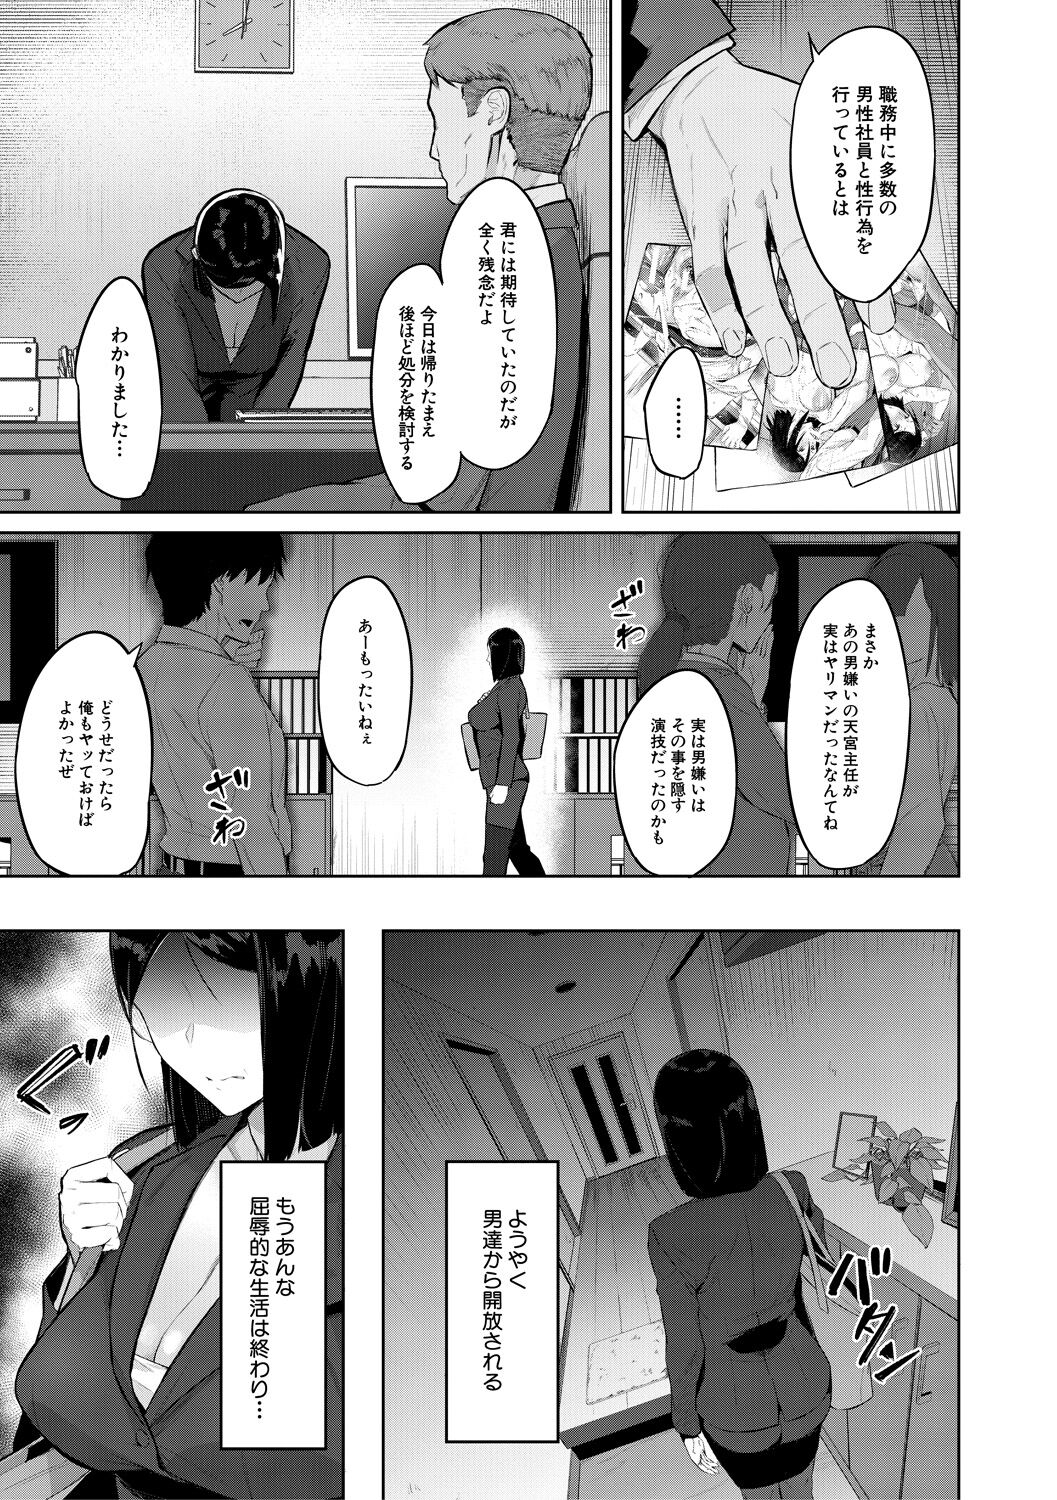 職務中に多数の
男性社員と性行為を
行っているとは
……
君には期待していたのだが
全く残念だよ
今日は帰りたまえ
後ほど処分を検討する
わかりました…
まさか
あの男嫌いの天宮主任が
実はヤリマンだったなんてね
ざわ
実は男嫌いは
その事を隠す
演技だったのかも
あーもったいねぇ
ざわ
どうせだったら
俺もヤッておけば
よかったぜ
バタン
ようやく
男達から開放される
ぐっ
もうあんな
屈辱的な生活は終わり…